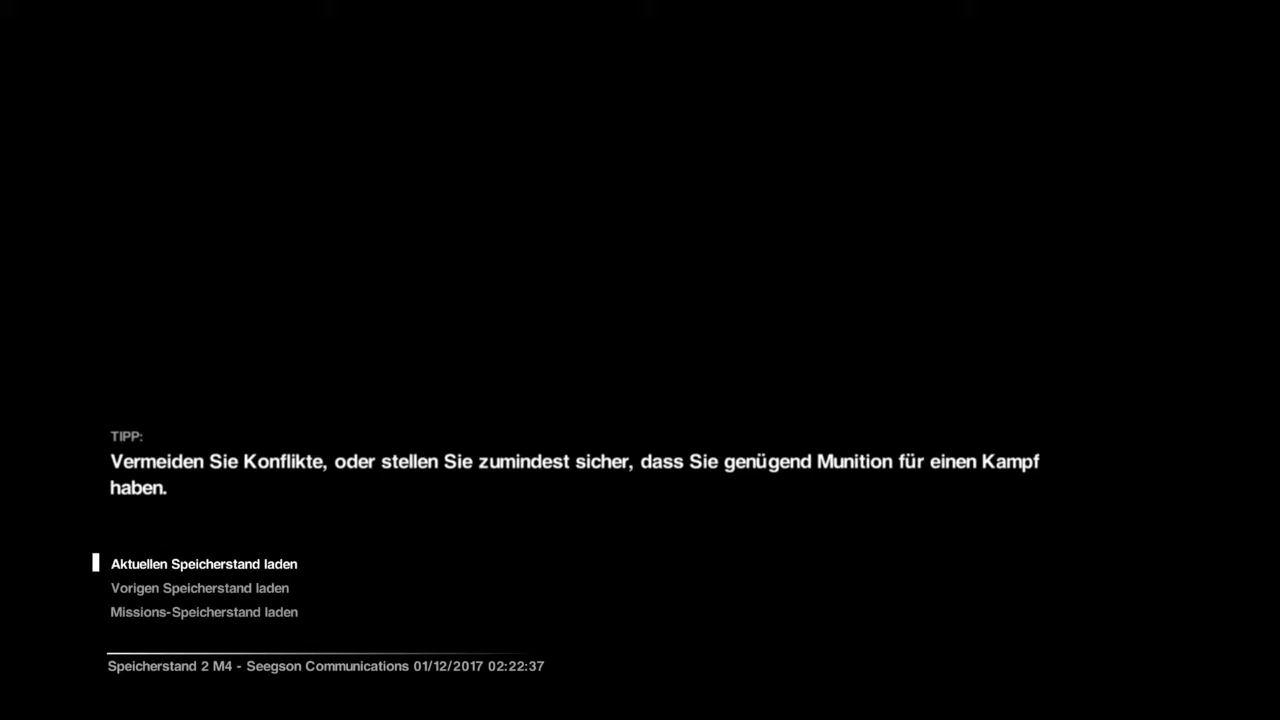 TIPP:
Vermeiden Sie Konflikte, oder stellen Sie zumindest sicher, dass Sie genügend Munition für einen Kampf
haben.
Aktuellen Speicherstand laden
Vorigen Speicherstand laden
Missions-Speicherstand laden
Speicherstand 2 M4 - Seegson Communications 01/12/2017 02:22:37